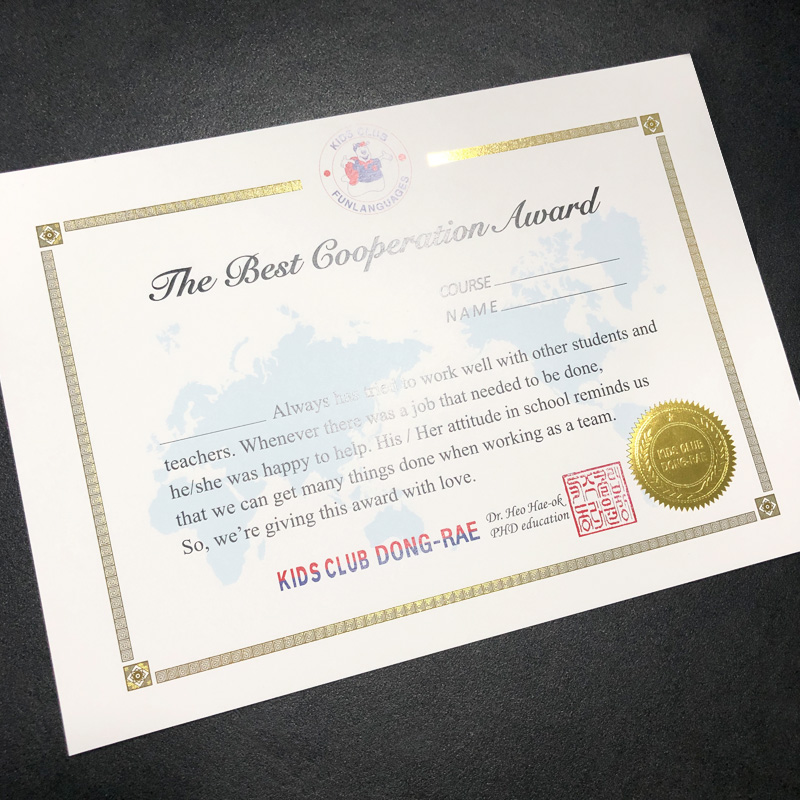 KIDS CLUB
FUNLANGUAGES
The Best Cooperation Award
COURSE
NAME
Always has tried to work well with other students and
teachers. Whenever there was a job that needed to be done,
he/she was happy to help. His / Her attitude in school reminds us
that we can get many things done when working as a team.
So, we're giving this award with love.
KIDS CLUB DONG-RAE
Dr. Heo Hae-ok
PHD education
KIDS CLUB
DONG-RAE